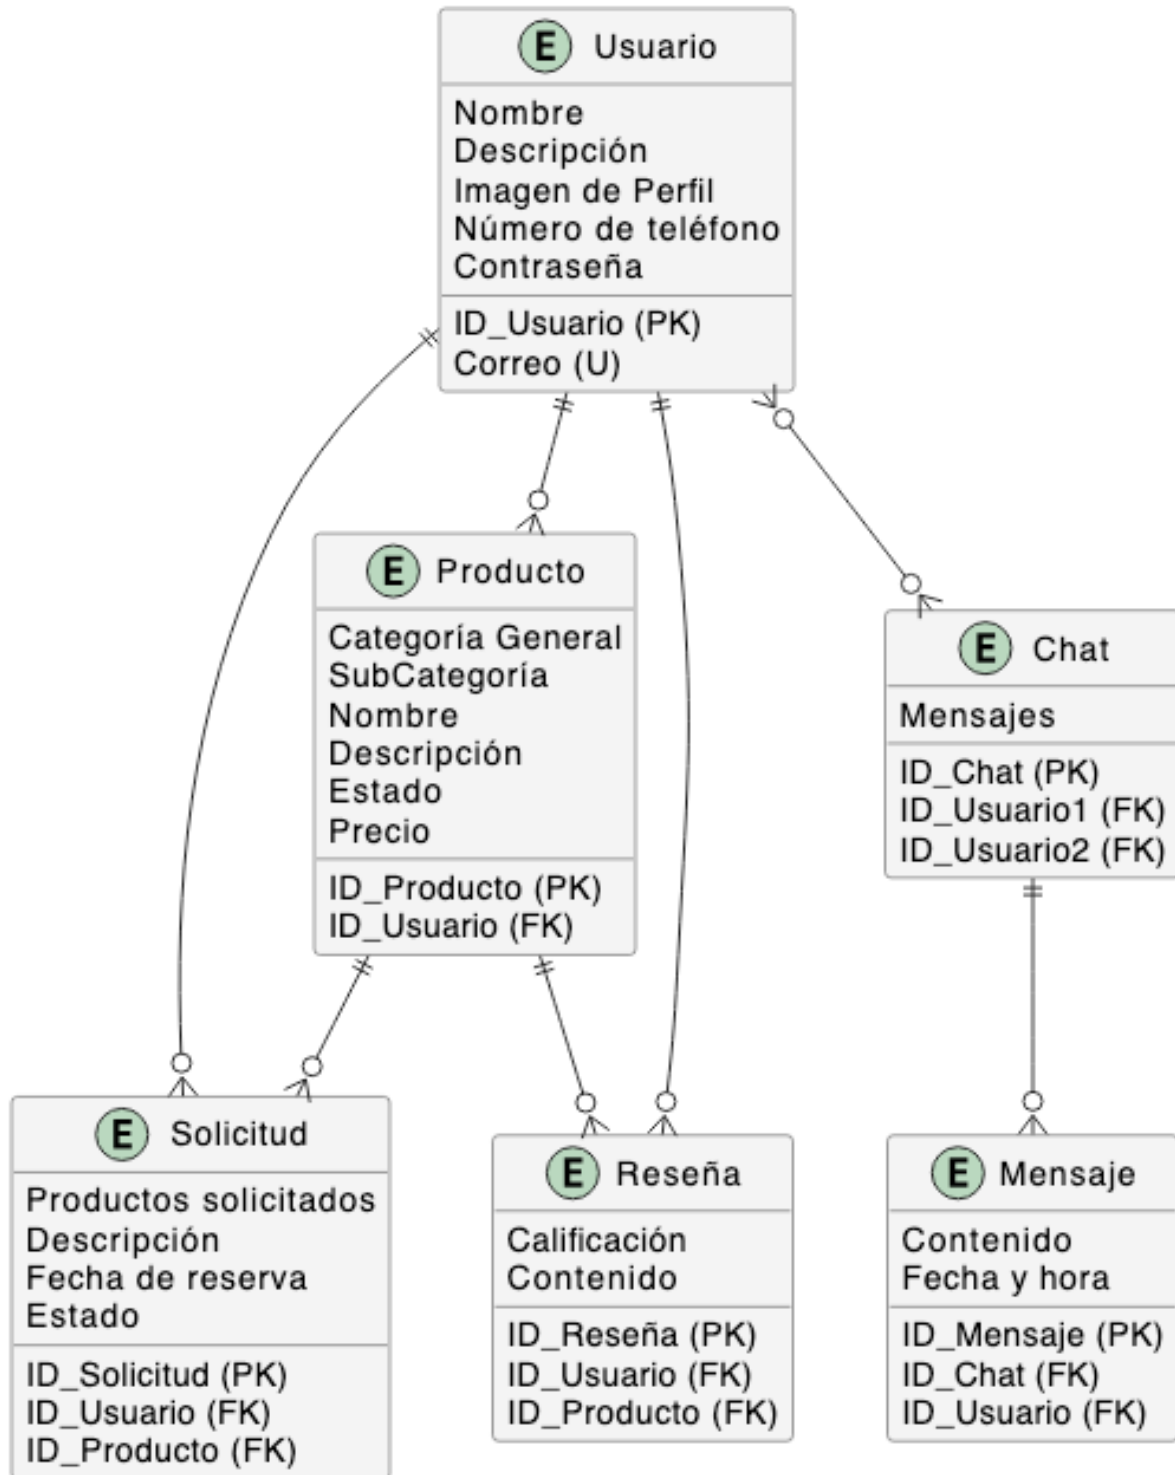 E Usuario
Nombre
Descripción
Imagen de Perfil
Número de teléfono
Contraseña
ID_Usuario (PK)
Correo (U)
E Producto
Categoría General
SubCategoría
Nombre
Descripción
Estado
Precio
ID_Producto (PK)
ID_Usuario (FK)
E Chat
Mensajes
ID_Chat (PK)
ID_Usuario1 (FK)
ID_Usuario2 (FK)
E Solicitud
Productos solicitados
Descripción
Fecha de reserva
Estado
ID_Solicitud (PK)
ID_Usuario (FK)
ID_Producto (FK)
E Reseña
Calificación
Contenido
ID_Reseña (PK)
ID_Usuario (FK)
ID_Producto (FK)
E Mensaje
Contenido
Fecha y hora
ID_Mensaje (PK)
ID_Chat (FK)
ID_Usuario (FK)